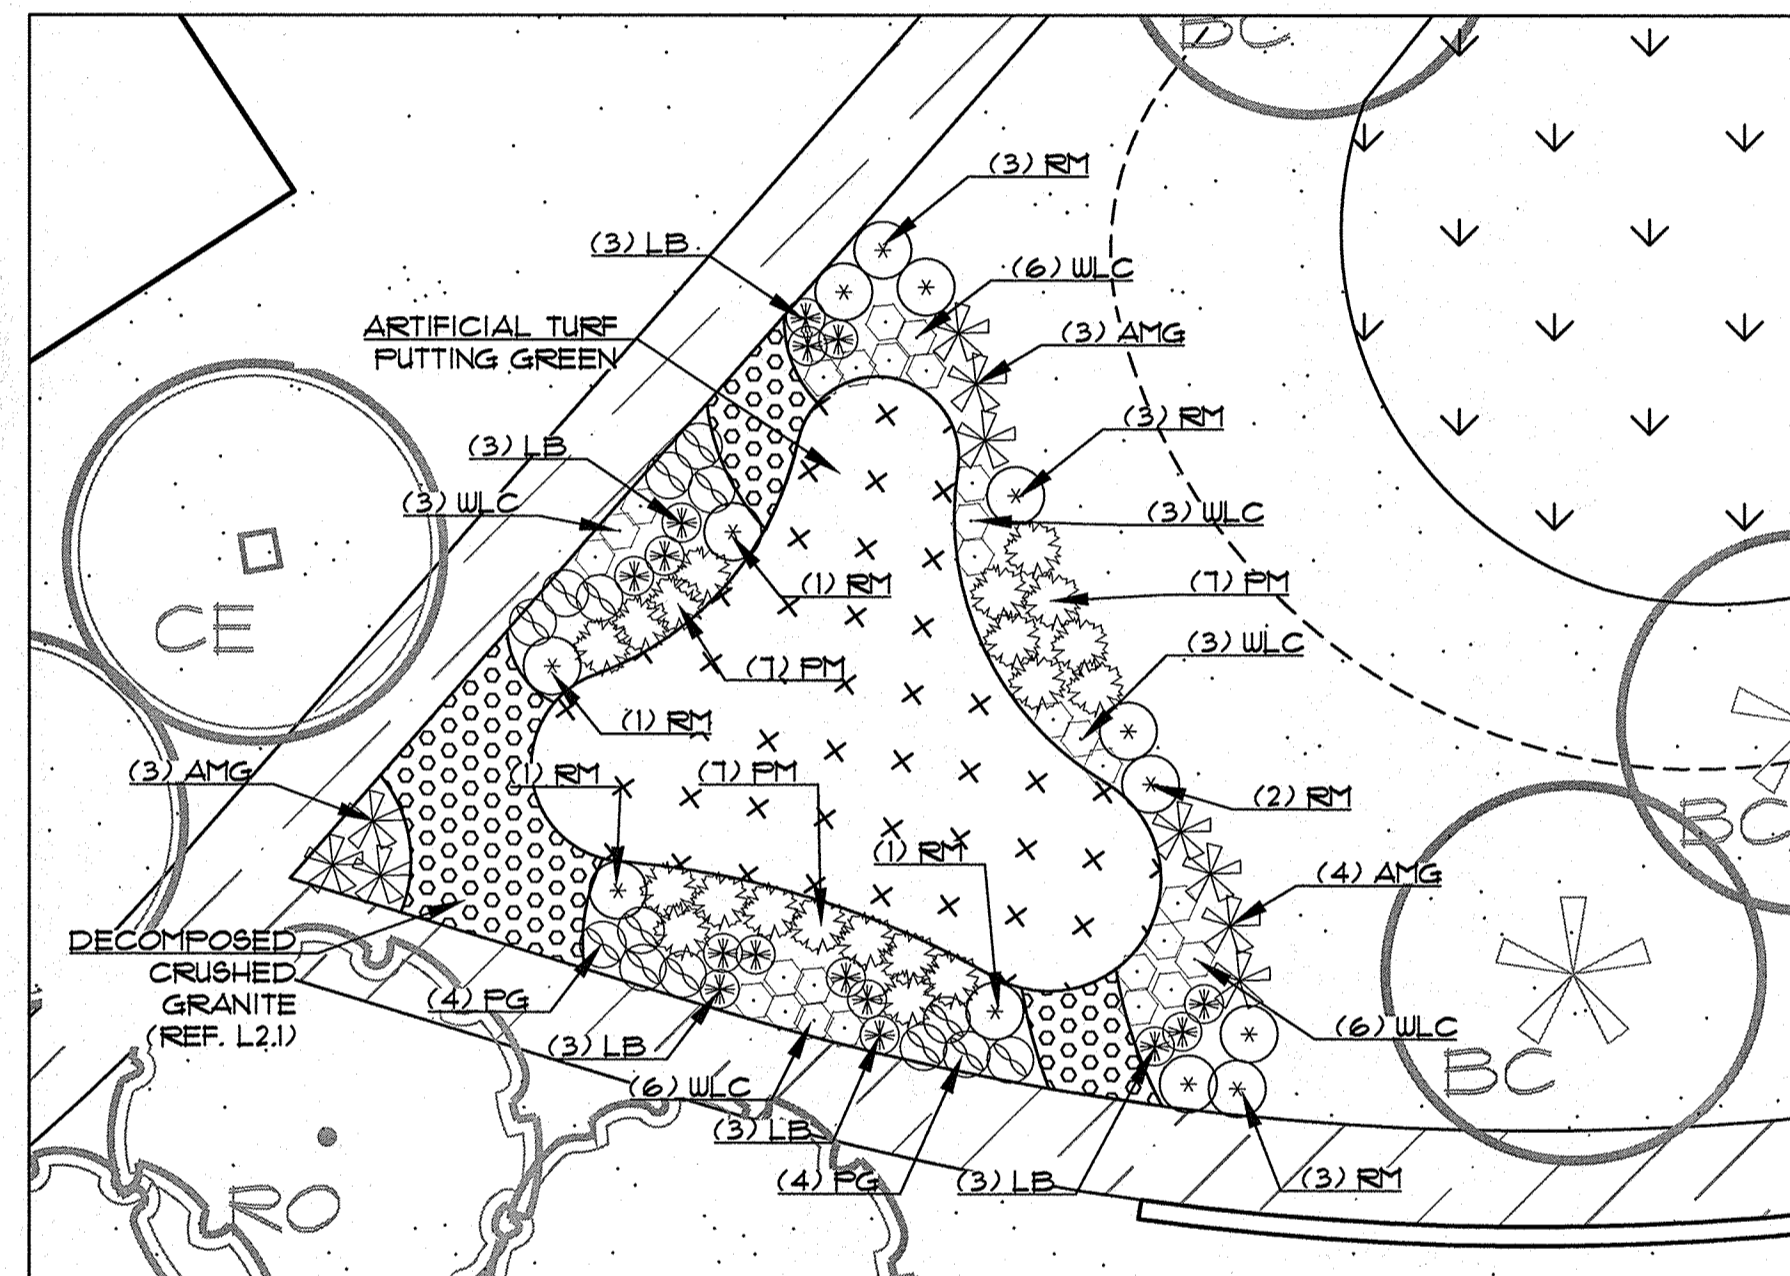 BC
(3) RM
(3) LB
(6) WLC
ARTIFICIAL TURF
PUTTING GREEN
(3) AMG
(3) RM
(3) LB
(3) WLC
(3) WLC
(1) RM
(7) PM
CE
(3) WLC
(7) PM
(1) RM
(3) AMG
(1) RM
(7) PM
(2) RM
BC
(1) RM
(4) AMG
DECOMPOSED
CRUSHED
GRANITE
(REF. L2.1)
(4) PG
(3) LB
(6) WLC
(6) WLC
BC
(3) LB
(4) PG
(3) LB
(3) RM
RO